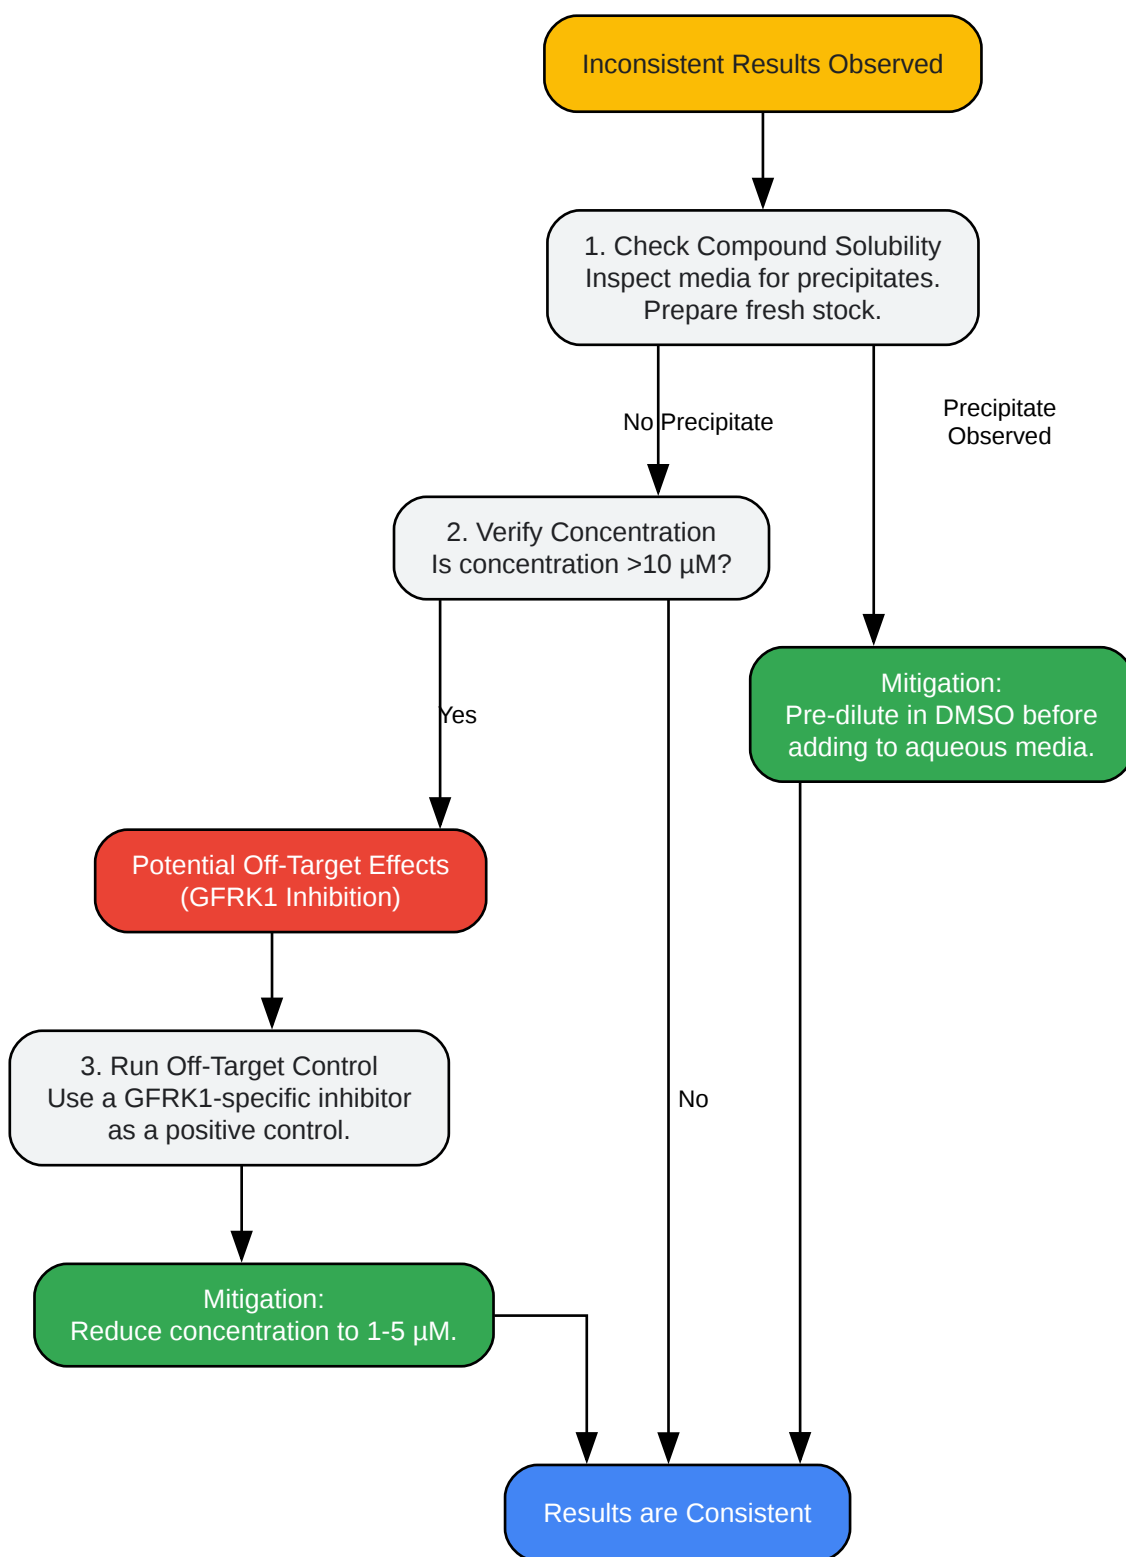 Inconsistent Results Observed
1. Check Compound Solubility
Inspect media for precipitates.
Prepare fresh stock.
No Precipitate
Precipitate
Observed
2. Verify Concentration
Is concentration >10 µM?
Mitigation:
Pre-dilute in DMSO before
adding to aqueous media.
Yes
Potential Off-Target Effects
(GFRK1 Inhibition)
3. Run Off-Target Control
Use a GFRK1-specific inhibitor
as a positive control.
No
Mitigation:
Reduce concentration to 1-5 µM.
Results are Consistent